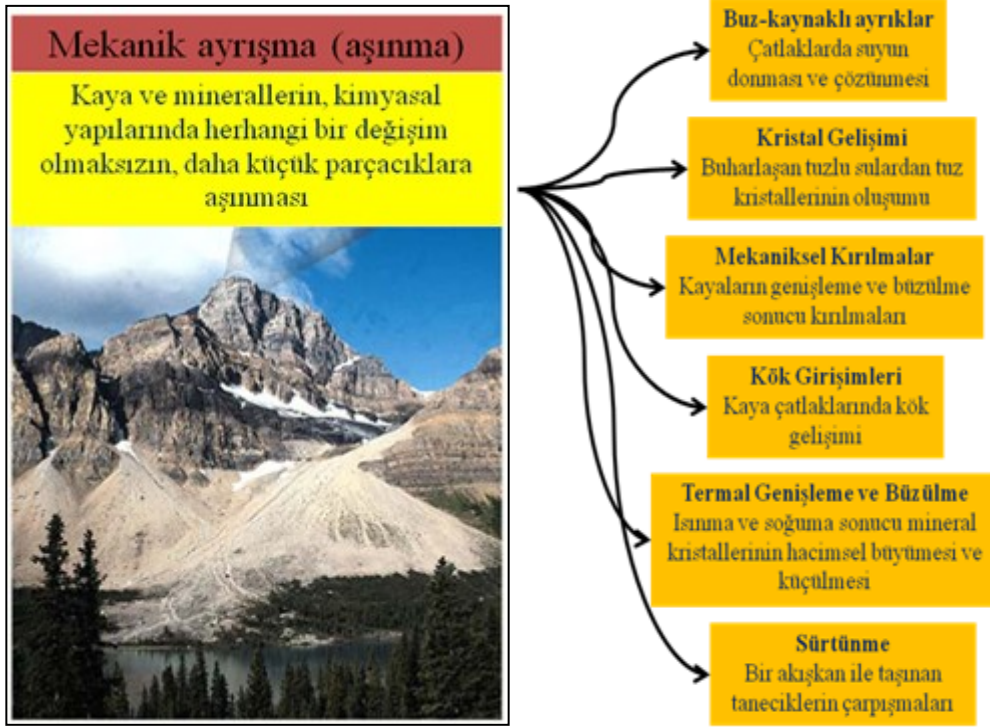 Mekanik ayrışma (aşınma)
Kaya ve minerallerin, kimyasal
yapılarında herhangi bir değişim
olmaksızın, daha küçük parçacıklara
aşınması
Buz-kaynaklı ayrıklar
Çatlaklarda suyun
donması ve çözünmesi
Kristal Gelişimi
Buharlaşan tuzlu sulardan tuz
kristallerinin oluşumu
Mekaniksel Kırılmalar
Kayaların genişleme ve büzülme
sonucu kırılmaları
Kök Girişimleri
Kaya çatlaklarında kök
gelişimi
Termal Genişleme ve Büzülme
Isınma ve soğuma sonucu mineral
kristallerinin hacimsel büyümesi ve
küçülmesi
Sürtünme
Bir akışkan ile taşınan
taneciklerin çarpışmaları